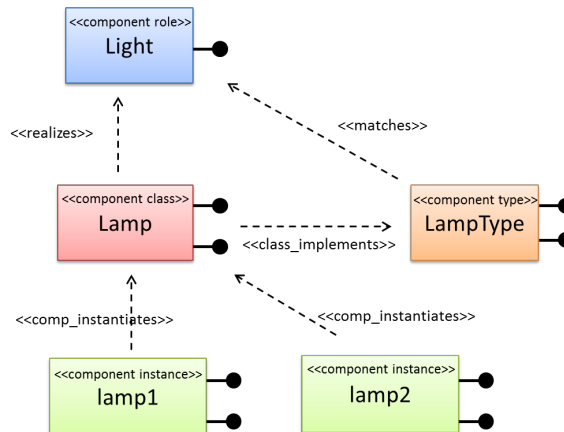 <<component role>>
Light
<<realizes>>
<<matches>>
<<component class>>
Lamp
<<component type>>
LampType
<<class_implements>>
<<comp_instantiates>>
<<comp_instantiates>>
<<component instance>>
lamp1
<<component instance>>
lamp2